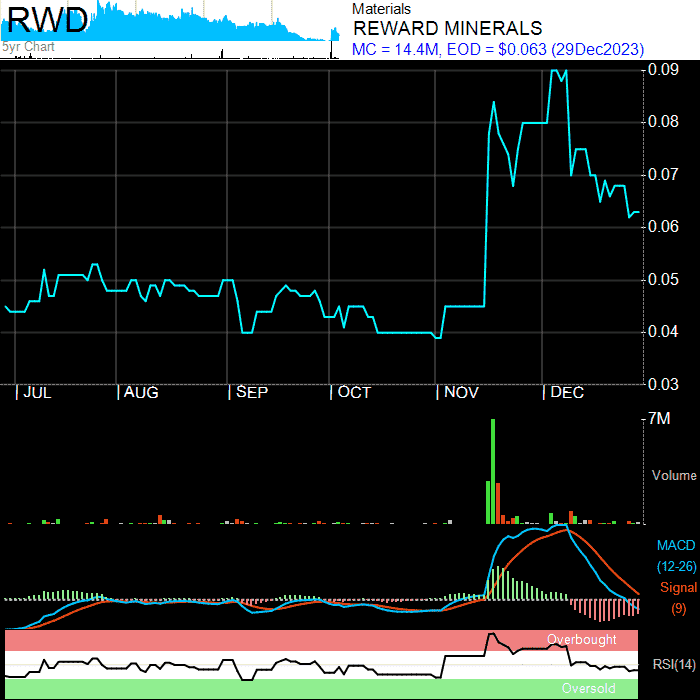 RWD
5yr Chart
Materials
REWARD MINERALS
MC = 14.4M, EOD = $0.063 (29Dec2023)
0.09
0.08
0.07
0.06
0.05
0.04
0.03
JUL AUG SEP OCT NOV DEC
7M
Volume
MACD
(12-26)
Signal
(9)
Overbought
RSI(14)
Oversold